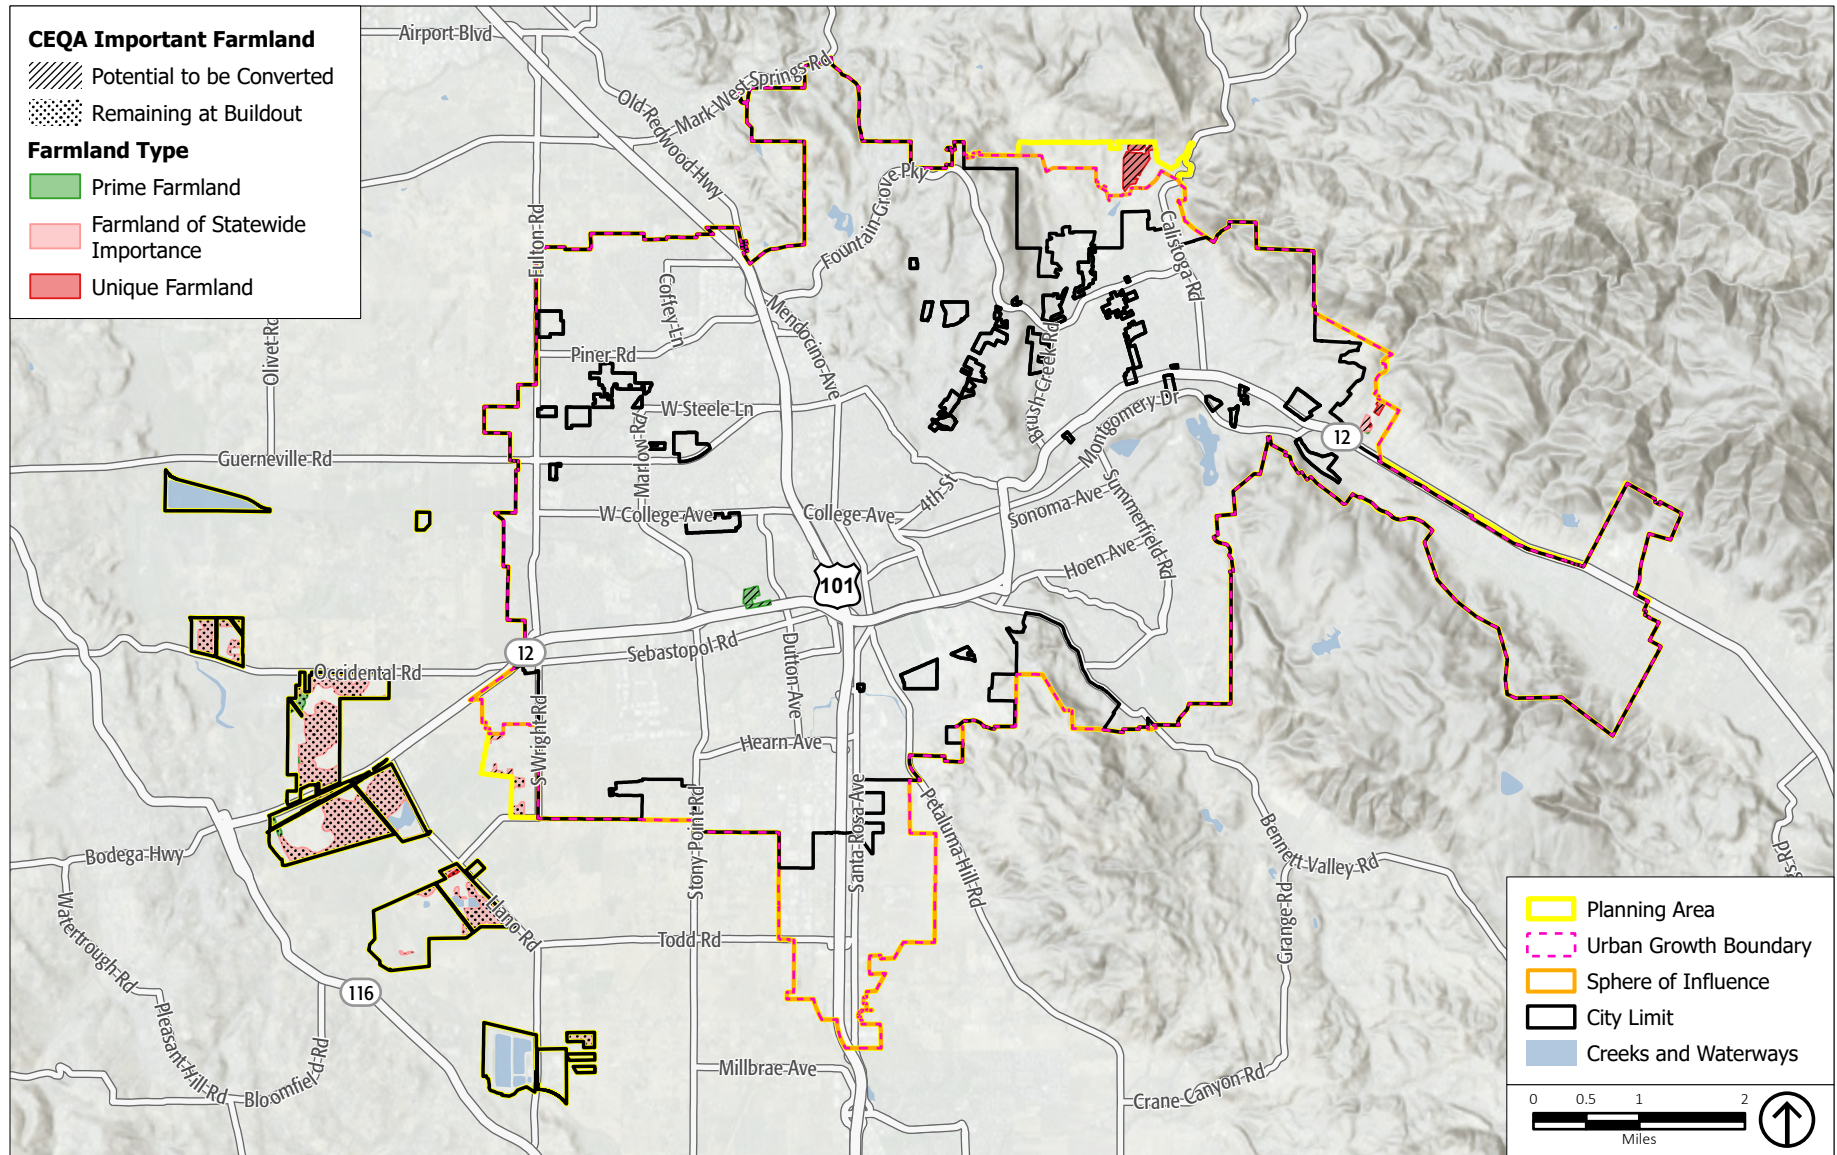 CEQA Important Farmland
Potential to be Converted
Remaining at Buildout
Farmland Type
Prime Farmland
Farmland of Statewide
Importance
Unique Farmland
Airport Blvd
Mark West Springs Rd
Old Redwood Hwy
Fountain Grove Pky
Fulton Rd
Coffey Ln
Calistoga Rd
Olivet Rd
Piner Rd
Mendocino Ave
Brush Creek Rd
W Steele Ln
Marlow Rd
Montgomery Dr
12
Guerneville Rd
W College Ave
College Ave
4th St
Sonoma Ave
Summerfield Rd
Hoen Ave
101
12
Sebastopol Rd
Dutton Ave
Occidental Rd
S Wright Rd
Hearn Ave
Stony Point Rd
Santa Rosa Ave
Petaluma Hill Rd
Bennett Valley Rd
Bodega Hwy
Grange Rd
ss Rd
Watertrough Rd
Llano Rd
Todd Rd
116
Pleasant Hill Rd
Bloomfield Rd
Millbrae Ave
Crane Canyon Rd
Planning Area
Urban Growth Boundary
Sphere of Influence
City Limit
Creeks and Waterways
0 0.5 1 2
Miles